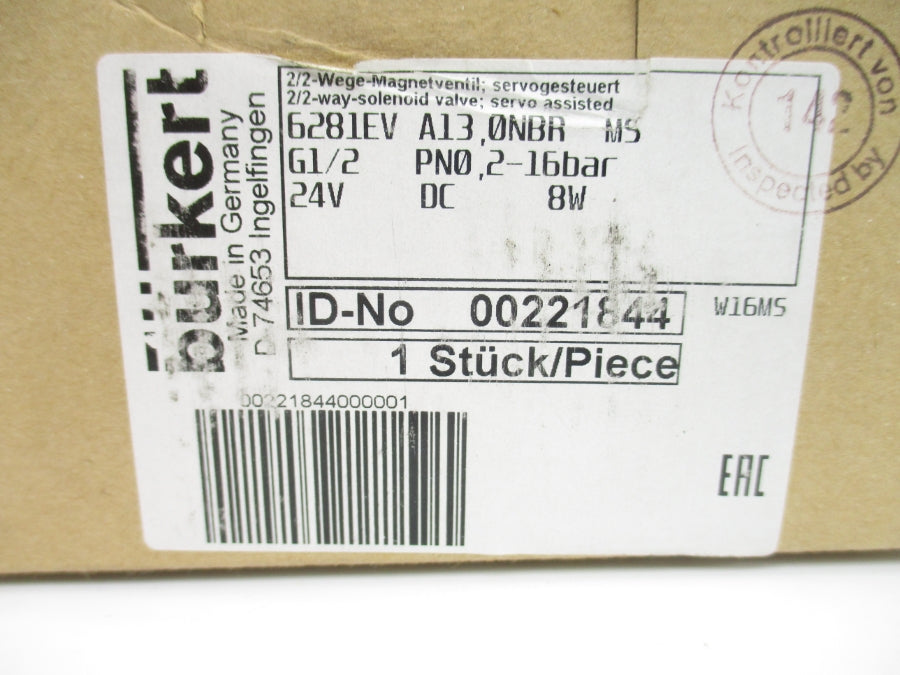 bürkert
Made in Germany
D-74653 Ingelfingen
2/2-Wege-Magnetventil; servogesteuert
2/2-way-solenoid valve; servo assisted
6281EV A13,0NBR MS
G1/2 PN0,2-16bar
24V DC 8W
ID-No 00221844
W16MS
1 Stück/Piece
00221844000001
EAC
Kontrolliert von
142
Inspected by